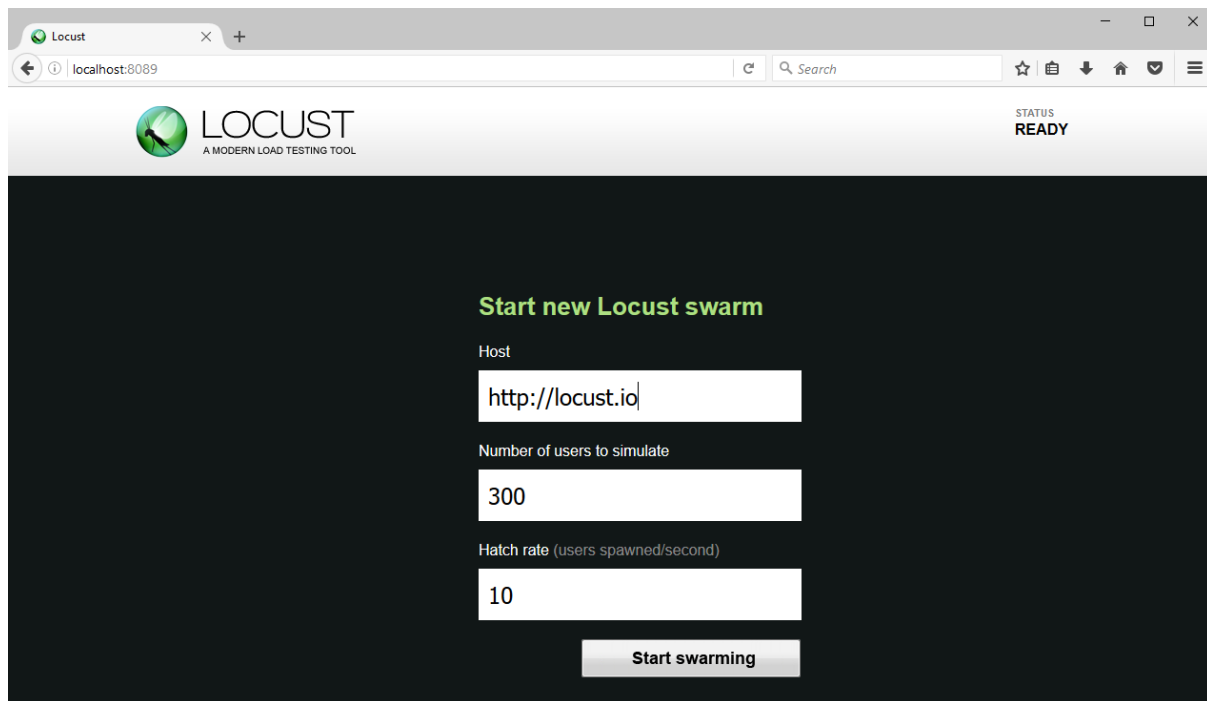 Locust
localhost:8089
Search
LOCUST
A MODERN LOAD TESTING TOOL
STATUS
READY
Start new Locust swarm
Host
http://locust.io
Number of users to simulate
300
Hatch rate (users spawned/second)
10
Start swarming